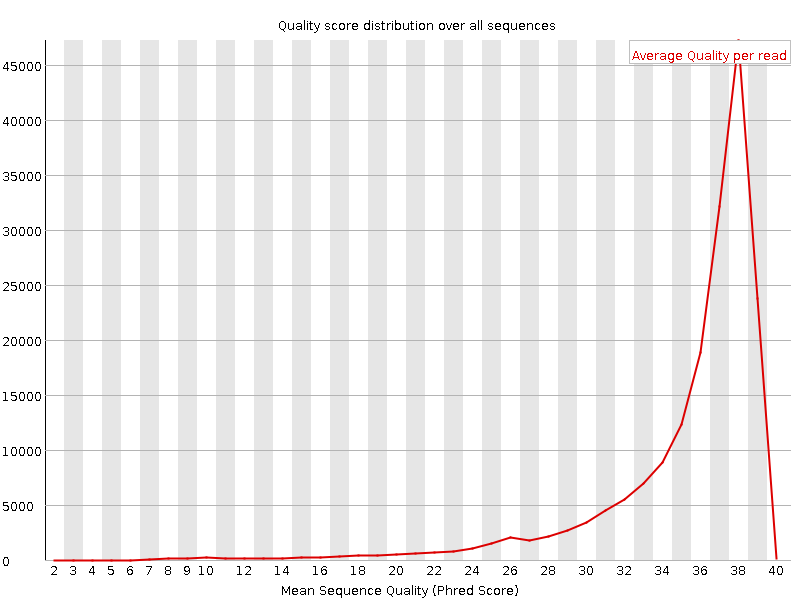 Quality score distribution over all sequences
Average Quality per read
45000
40000
35000
30000
25000
20000
15000
10000
5000
0
2 3 4 5 6 7 8 9 10 12 14 16 18 20 22 24 26 28 30 32 34 36 38 40
Mean Sequence Quality (Phred Score)